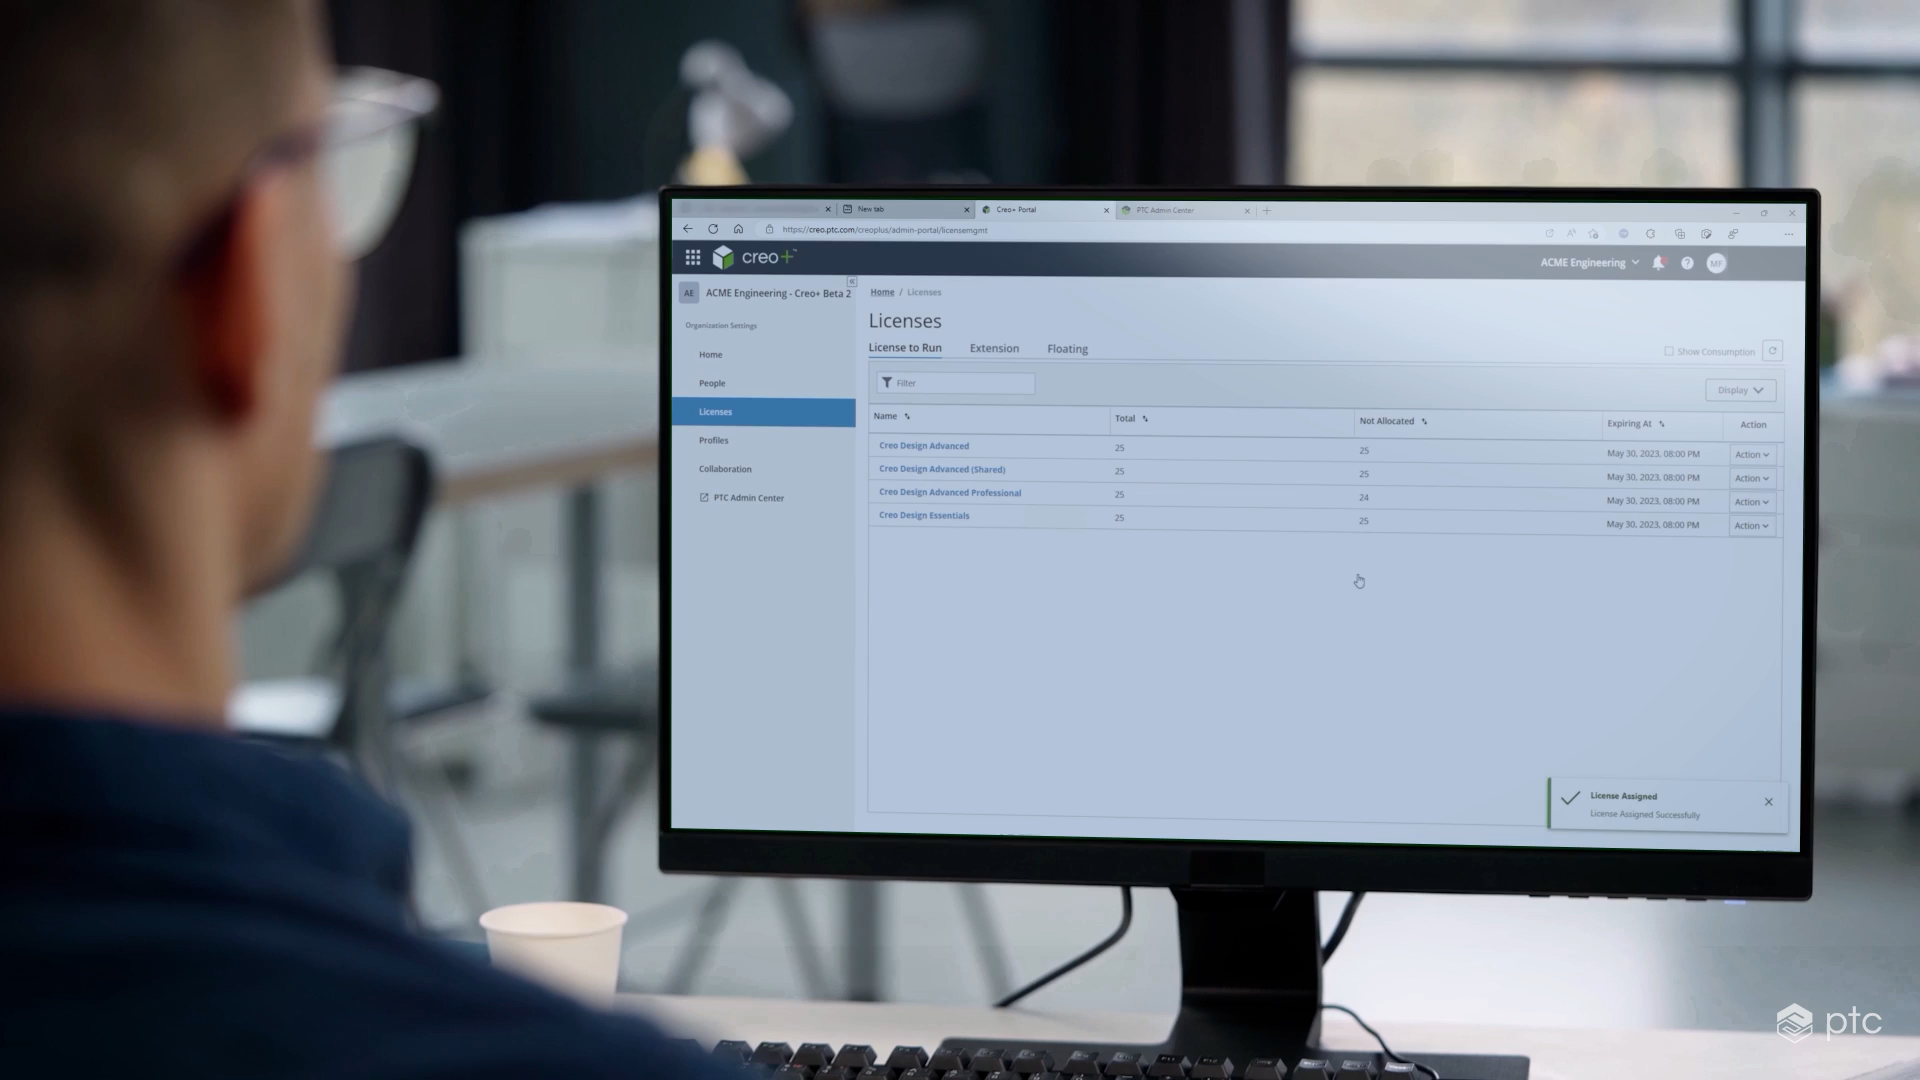 New tab
Creo+ Portal
PTC Admin Center
https://creo.ptc.com/creoplus/admin-portal/licensemgmt
creo+™
ACME Engineering
MF
AE
ACME Engineering - Creo+ Beta 2
Organization Settings
Home
People
Licenses
Profiles
Collaboration
PTC Admin Center
Home / Licenses
Licenses
License to Run Extension Floating
Show Consumption
Filter
Display
Name Total Not Allocated Expiring At Action
Creo Design Advanced 25 25 May 30, 2023, 08:00 PM Action
Creo Design Advanced (Shared) 25 25 May 30, 2023, 08:00 PM Action
Creo Design Advanced Professional 25 24 May 30, 2023, 08:00 PM Action
Creo Design Essentials 25 25 May 30, 2023, 08:00 PM Action
License Assigned
License Assigned Successfully
ptc